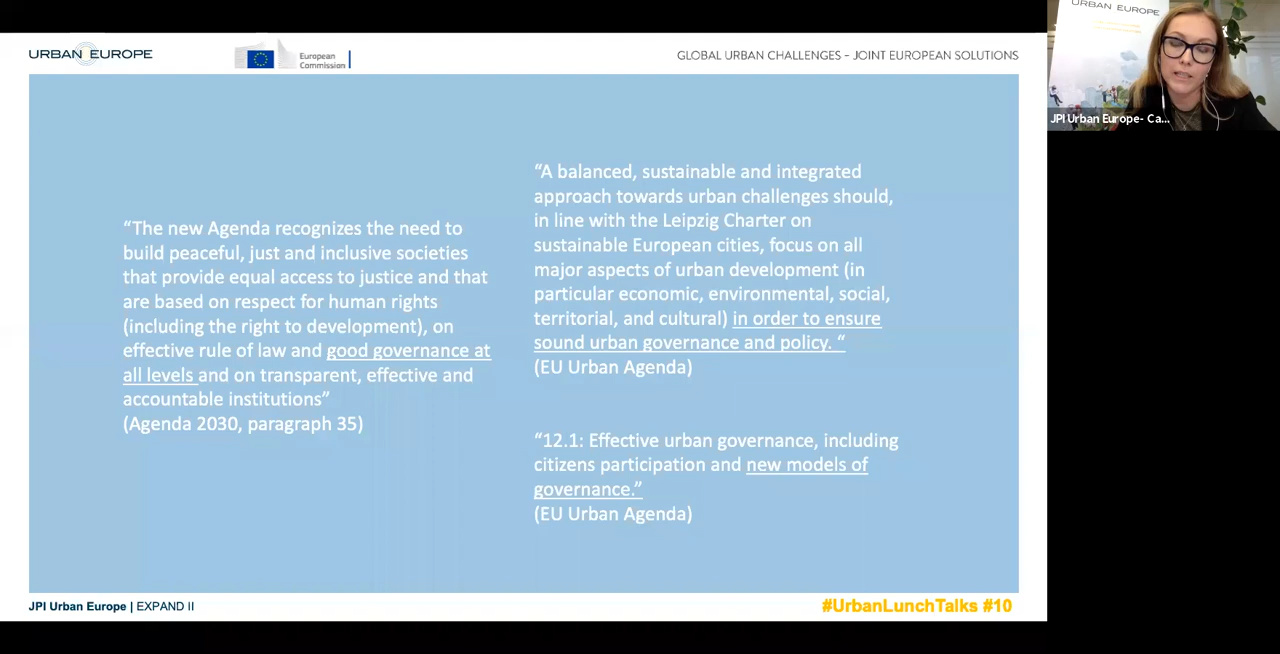 URBAN EUROPE
European
Commission
GLOBAL URBAN CHALLENGES – JOINT EUROPEAN SOLUTIONS
“The new Agenda recognizes the need to
build peaceful, just and inclusive societies
that provide equal access to justice and that
are based on respect for human rights
(including the right to development), on
effective rule of law and good governance at
all levels and on transparent, effective and
accountable institutions”
(Agenda 2030, paragraph 35)
“A balanced, sustainable and integrated
approach towards urban challenges should,
in line with the Leipzig Charter on
sustainable European cities, focus on all
major aspects of urban development (in
particular economic, environmental, social,
territorial, and cultural) in order to ensure
sound urban governance and policy. “
(EU Urban Agenda)
“12.1: Effective urban governance, including
citizens participation and new models of
governance.”
(EU Urban Agenda)
JPI Urban Europe | EXPAND II
#UrbanLunchTalks #10
URBAN EUROPE
JPI Urban Europe- Ca...